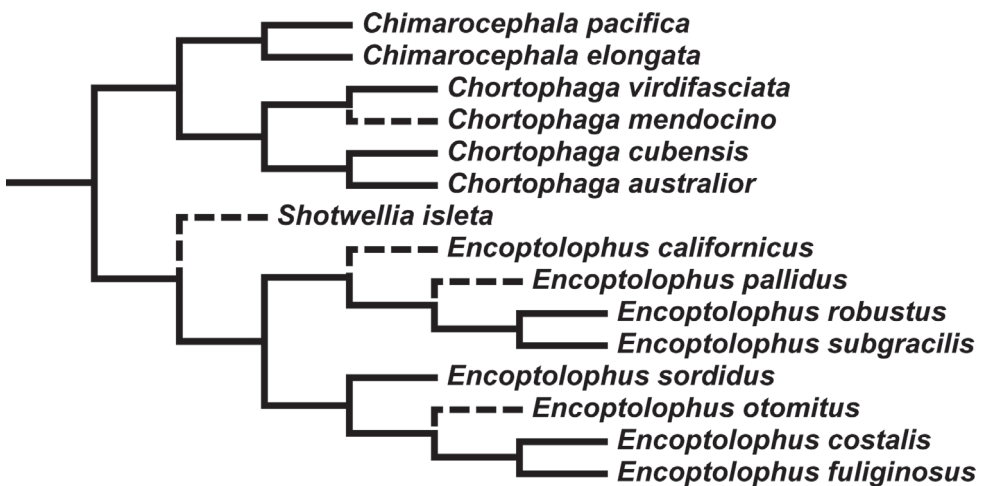 Chimarocephala pacifica
Chimarocephala elongata
Chortophaga virdifasciata
Chortophaga mendocino
Chortophaga cubensis
Chortophaga australior
Shotwellia isleta
Encoptolophus californicus
Encoptolophus pallidus
Encoptolophus robustus
Encoptolophus subgracilis
Encoptolophus sordidus
Encoptolophus otomitus
Encoptolophus costalis
Encoptolophus fuliginosus